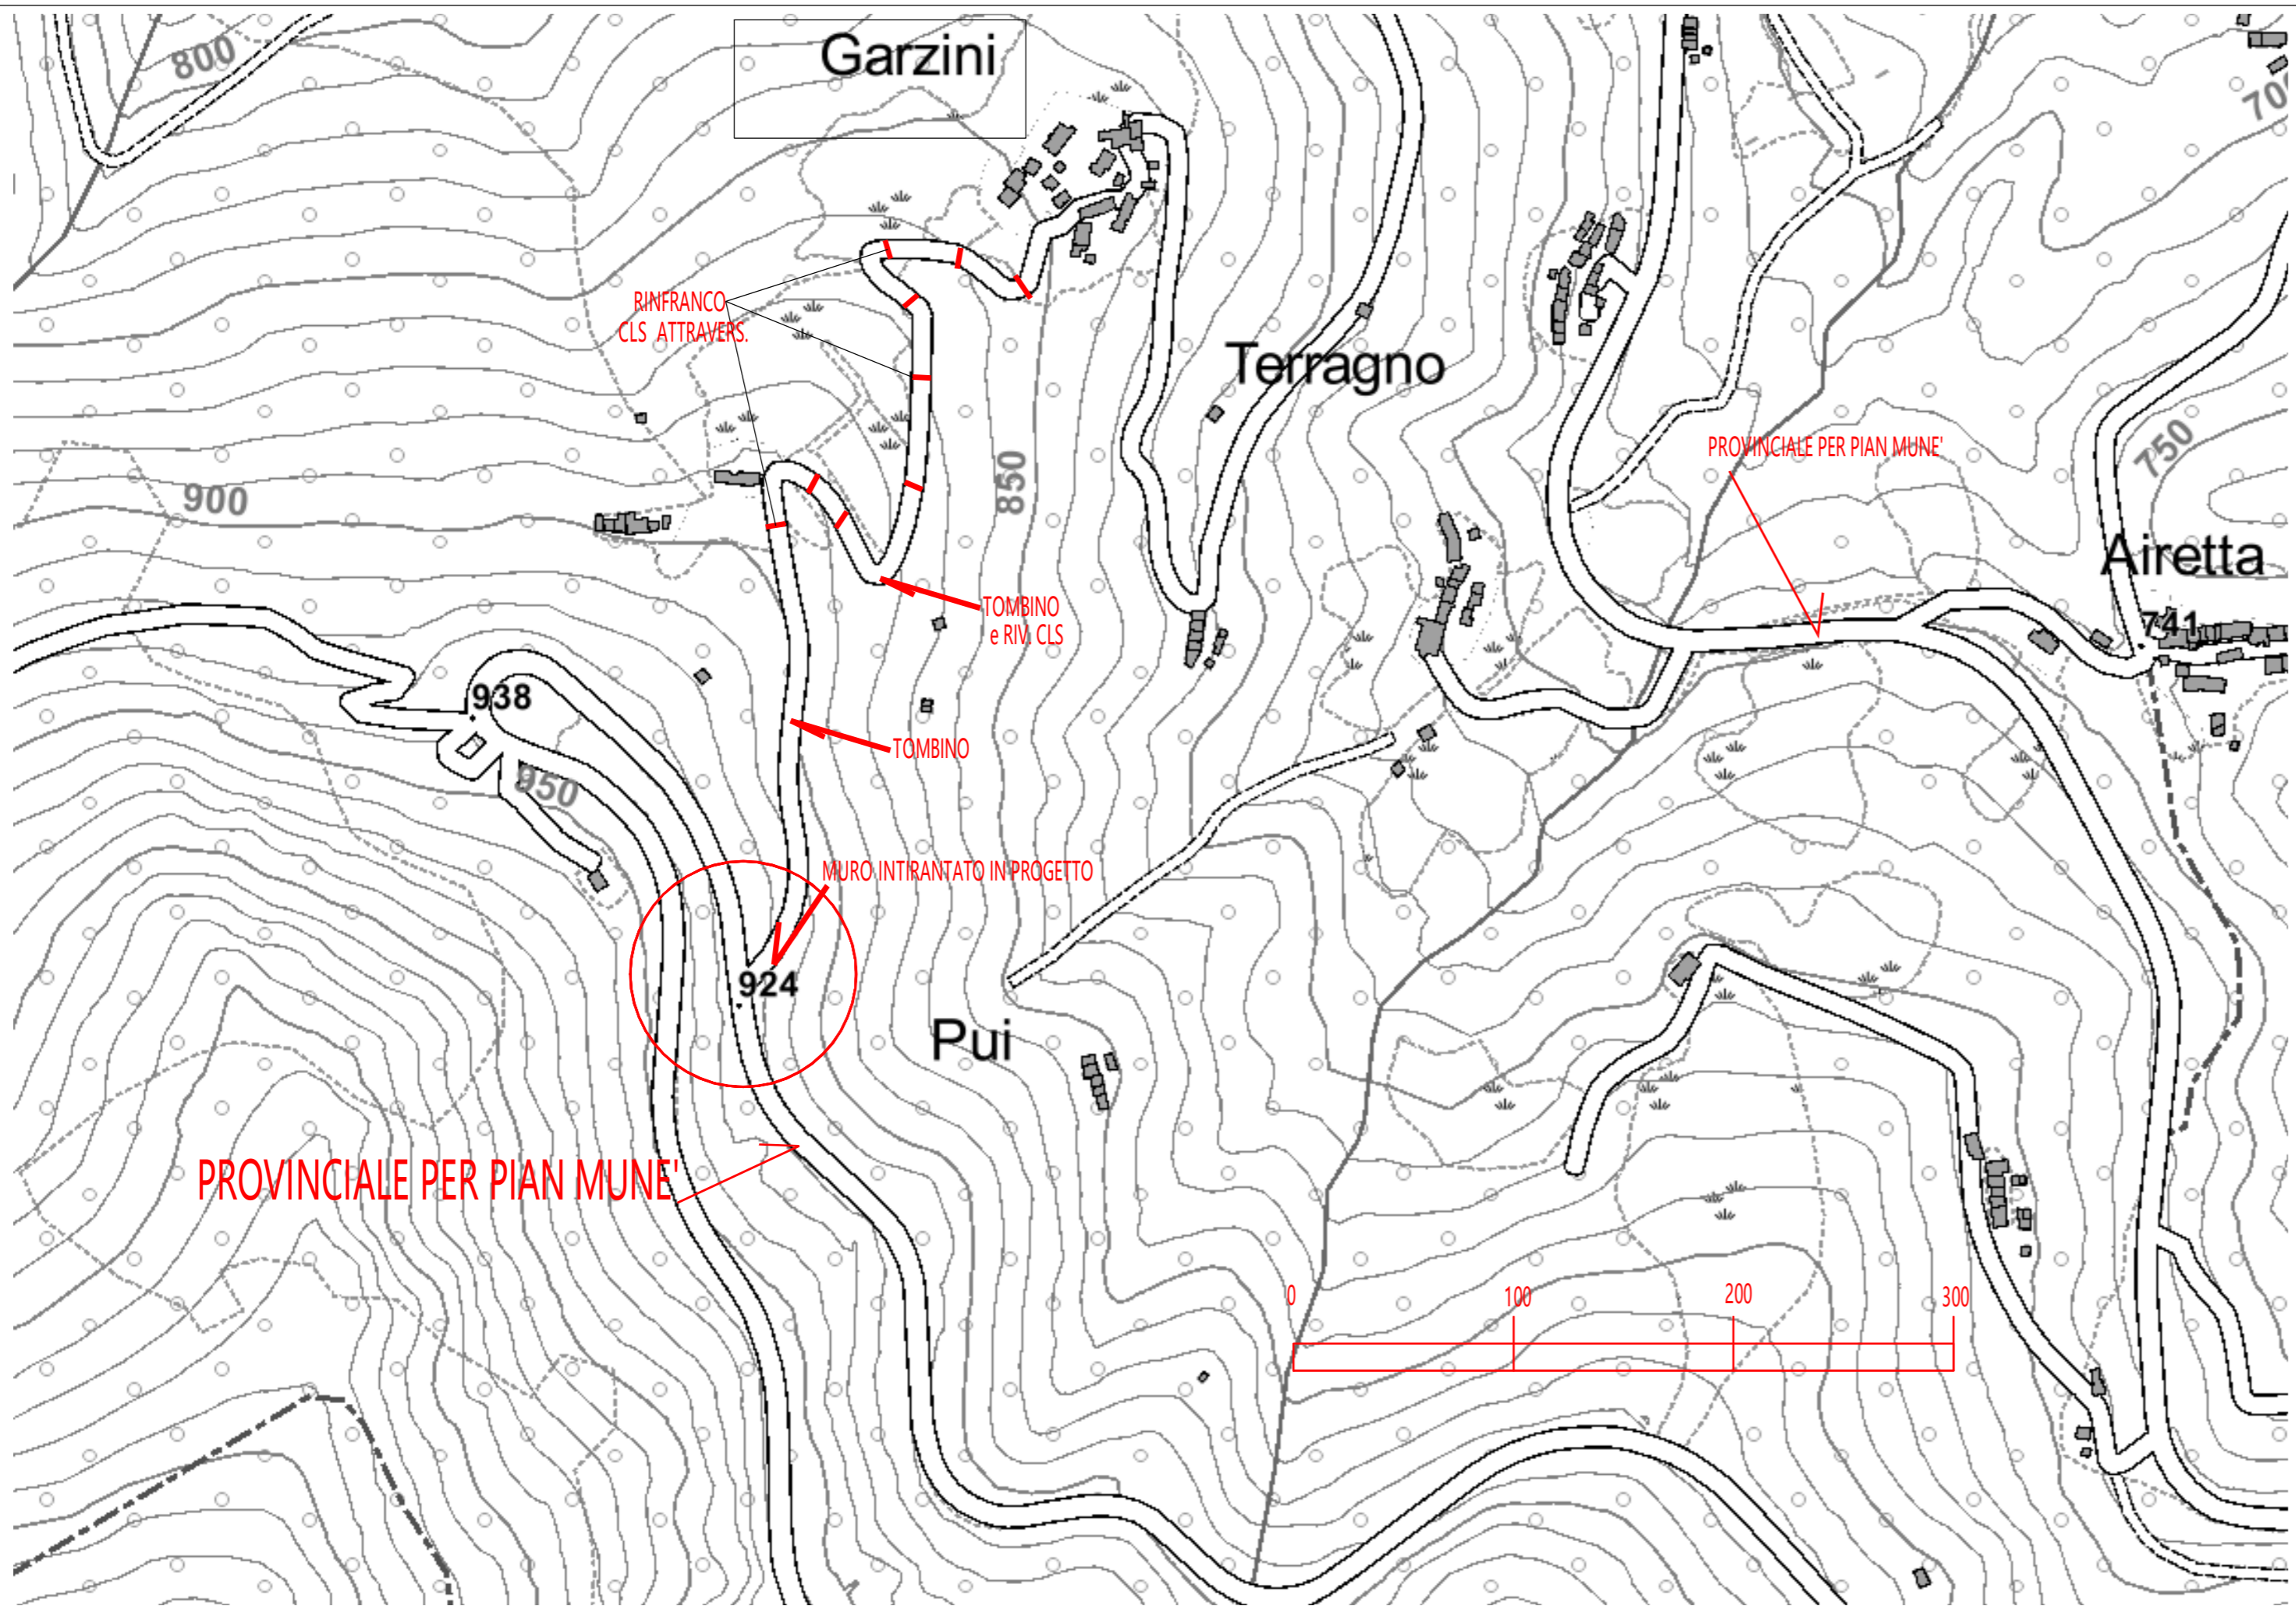 800
Garzini
70
RINFRANCO
CLS ATTRAVERS.
Terragno
PROVINCIALE PER PIAN MUNE'
750
900
850
Airetta
TOMBINO
e RIV. CLS
741
938
TOMBINO
950
MURO INTIRANTATO IN PROGETTO
924
Pui
PROVINCIALE PER PIAN MUNE'
0 100 200 300